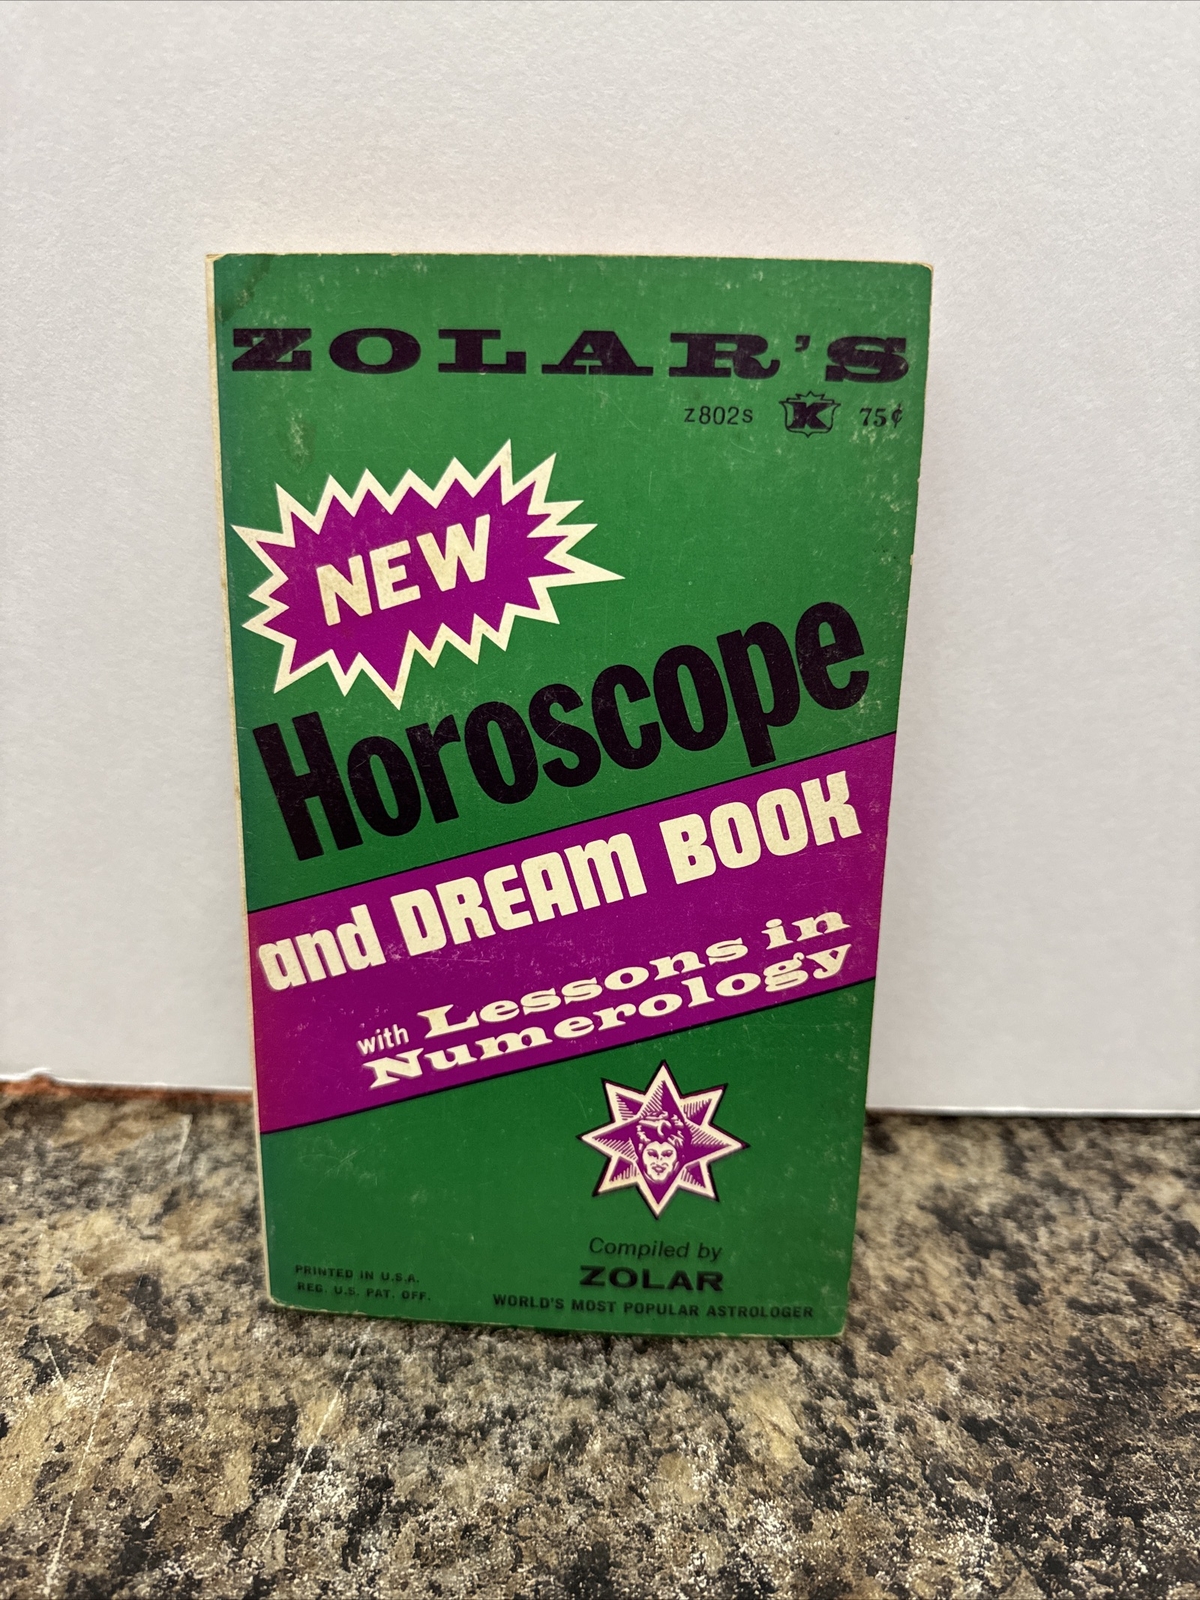 ZOLAR'S
z802s K 75¢
NEW
Horoscope
and DREAM BOOK
with Lessons in
Numerology
Compiled by
ZOLAR
WORLD'S MOST POPULAR ASTROLOGER
PRINTED IN U.S.A.
REG. U.S. PAT. OFF.